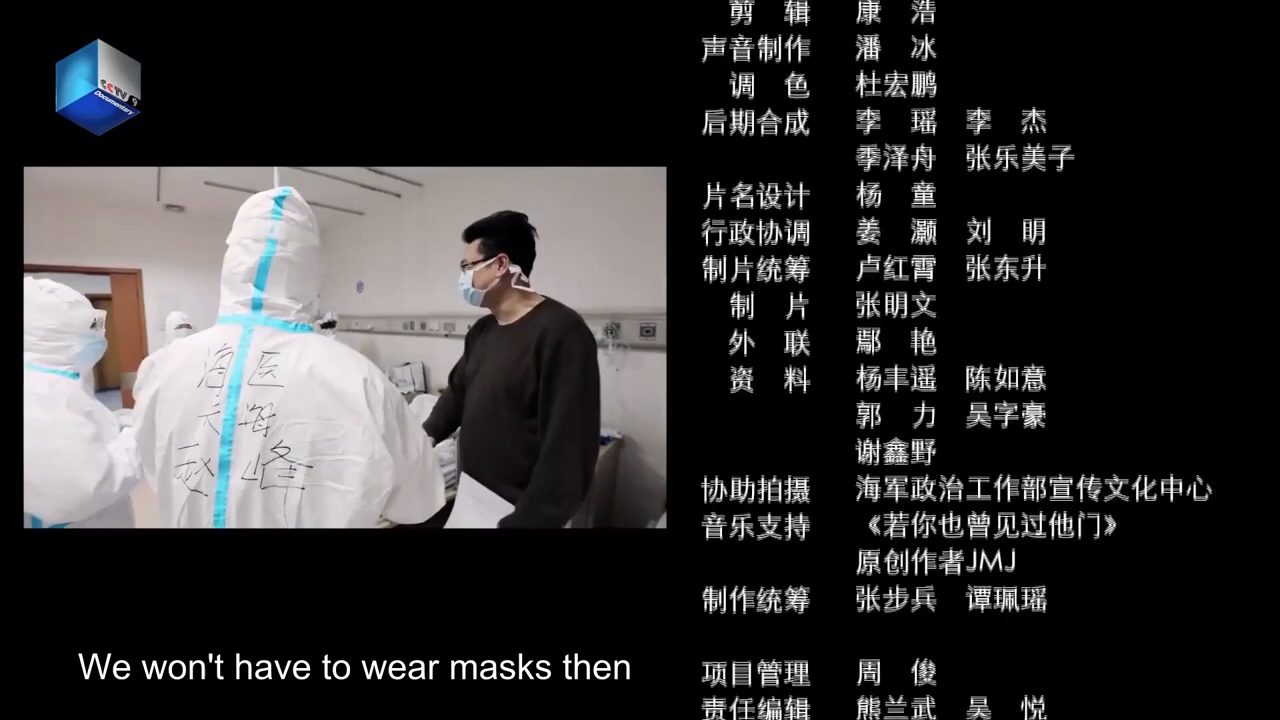 CCTV 9
Documentary
海医
天海
赵峰
We won't have to wear masks then
剪 辑 康 浩
声音制作 潘 冰
调 色 杜宏鹏
后期合成 李 瑶 李 杰
季泽舟 张乐美子
片名设计 杨 童
行政协调 姜 灏 刘 明
制片统筹 卢红霄 张东升
制 片 张明文
外 联 鄢 艳
资 料 杨丰遥 陈如意
郭 力 吴字豪
谢鑫野
协助拍摄 海军政治工作部宣传文化中心
音乐支持 《若你也曾见过他门》
原创作者JMJ
制作统筹 张步兵 谭珮瑶
项目管理 周 俊
责任编辑 熊兰武 吴 悦